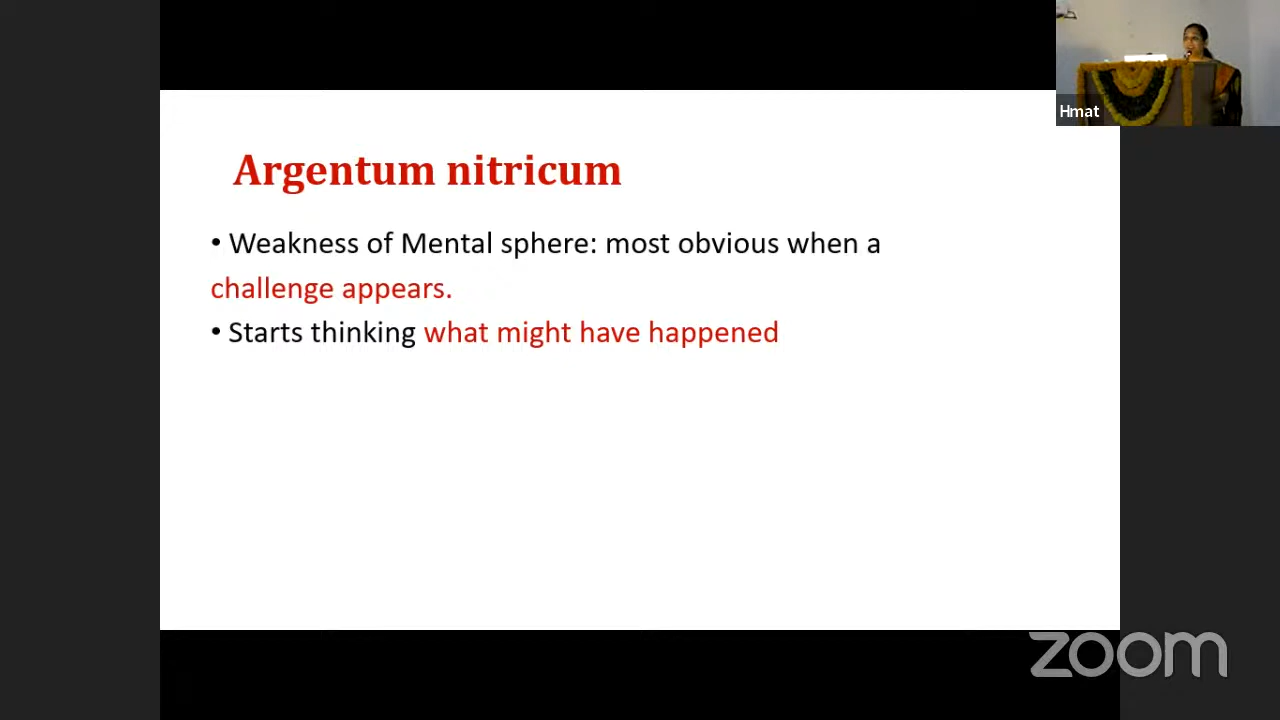 Hmat
Argentum nitricum
• Weakness of Mental sphere: most obvious when a
challenge appears.
• Starts thinking what might have happened
zoom